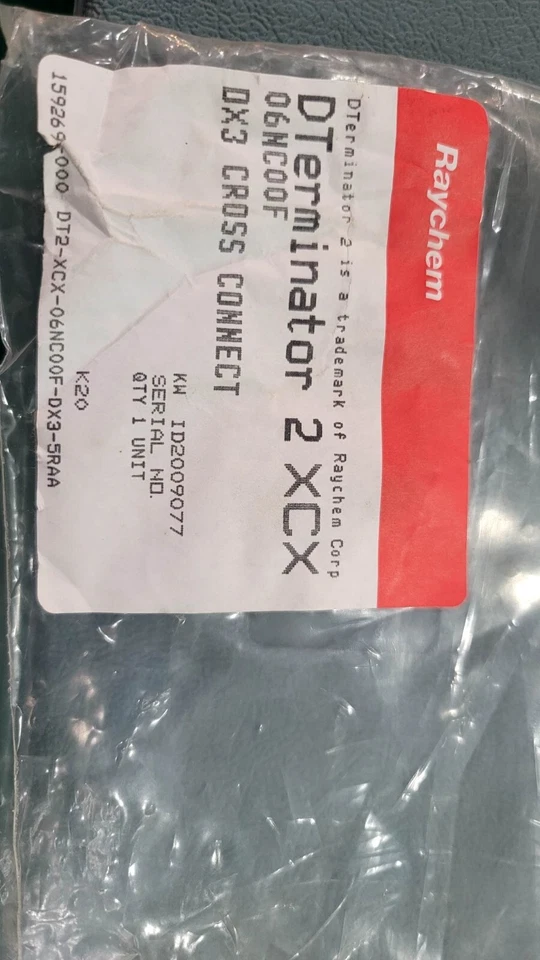 Raychem
DTerminator 2 is a trademark of Raychem Corp
DTerminator 2 XCX
06NC00F
DX3 CROSS CONNECT
KW ID2009077
SERIAL NO.
QTY 1 UNIT
K20
DT2-XCX-06NC00F-DX3-5RAA